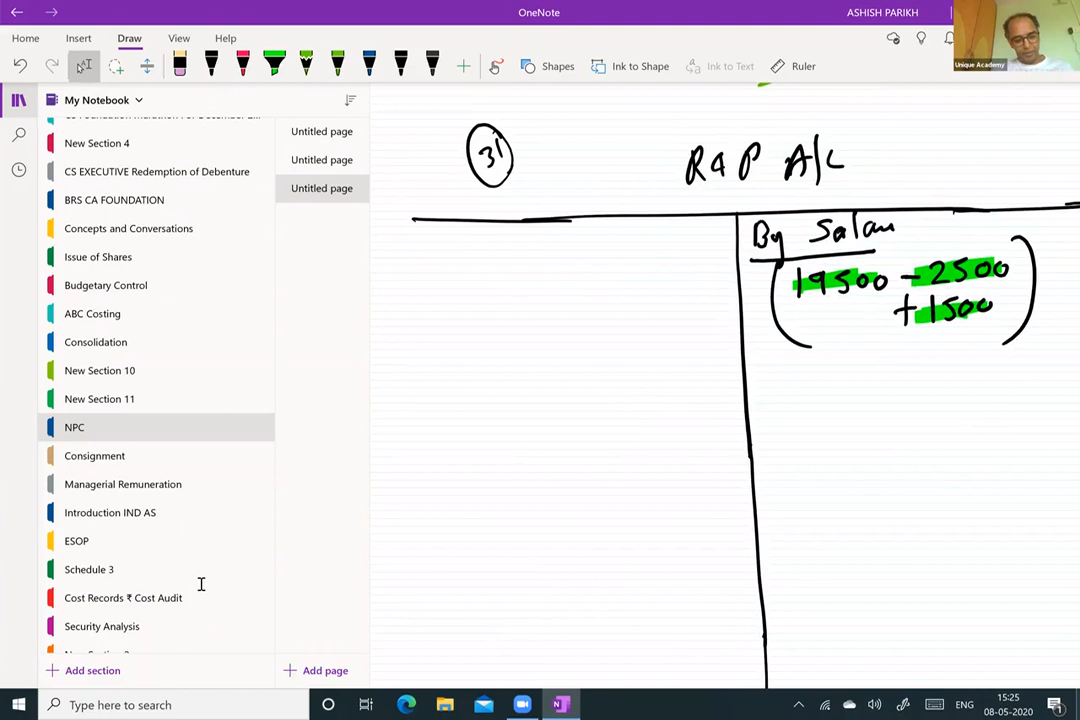 OneNote
ASHISH PARIKH
Home Insert Draw View Help
Shapes Ink to Shape Ink to Text Ruler
Unique Academy
My Notebook
New Section 4
CS EXECUTIVE Redemption of Debenture
BRS CA FOUNDATION
Concepts and Conversations
Issue of Shares
Budgetary Control
ABC Costing
Consolidation
New Section 10
New Section 11
NPC
Consignment
Managerial Remuneration
Introduction IND AS
ESOP
Schedule 3
Cost Records ₹ Cost Audit
Security Analysis
Add section
Untitled page
Untitled page
Untitled page
Add page
31 R&P A/c
By Salary
(19500 - 2500
+1500)
Type here to search
ENG
15:25
08-05-2020
1